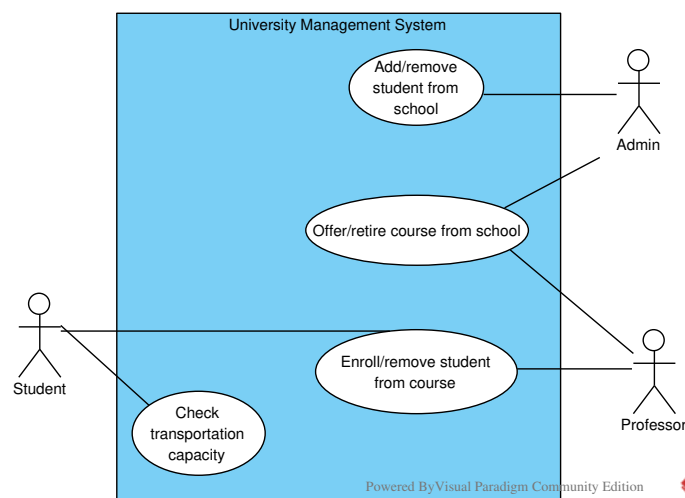 University Management System
Add/remove
student from
school
Admin
Offer/retire course from school
Student
Enroll/remove student
from course
Professor
Check
transportation
capacity
Powered ByVisual Paradigm Community Edition